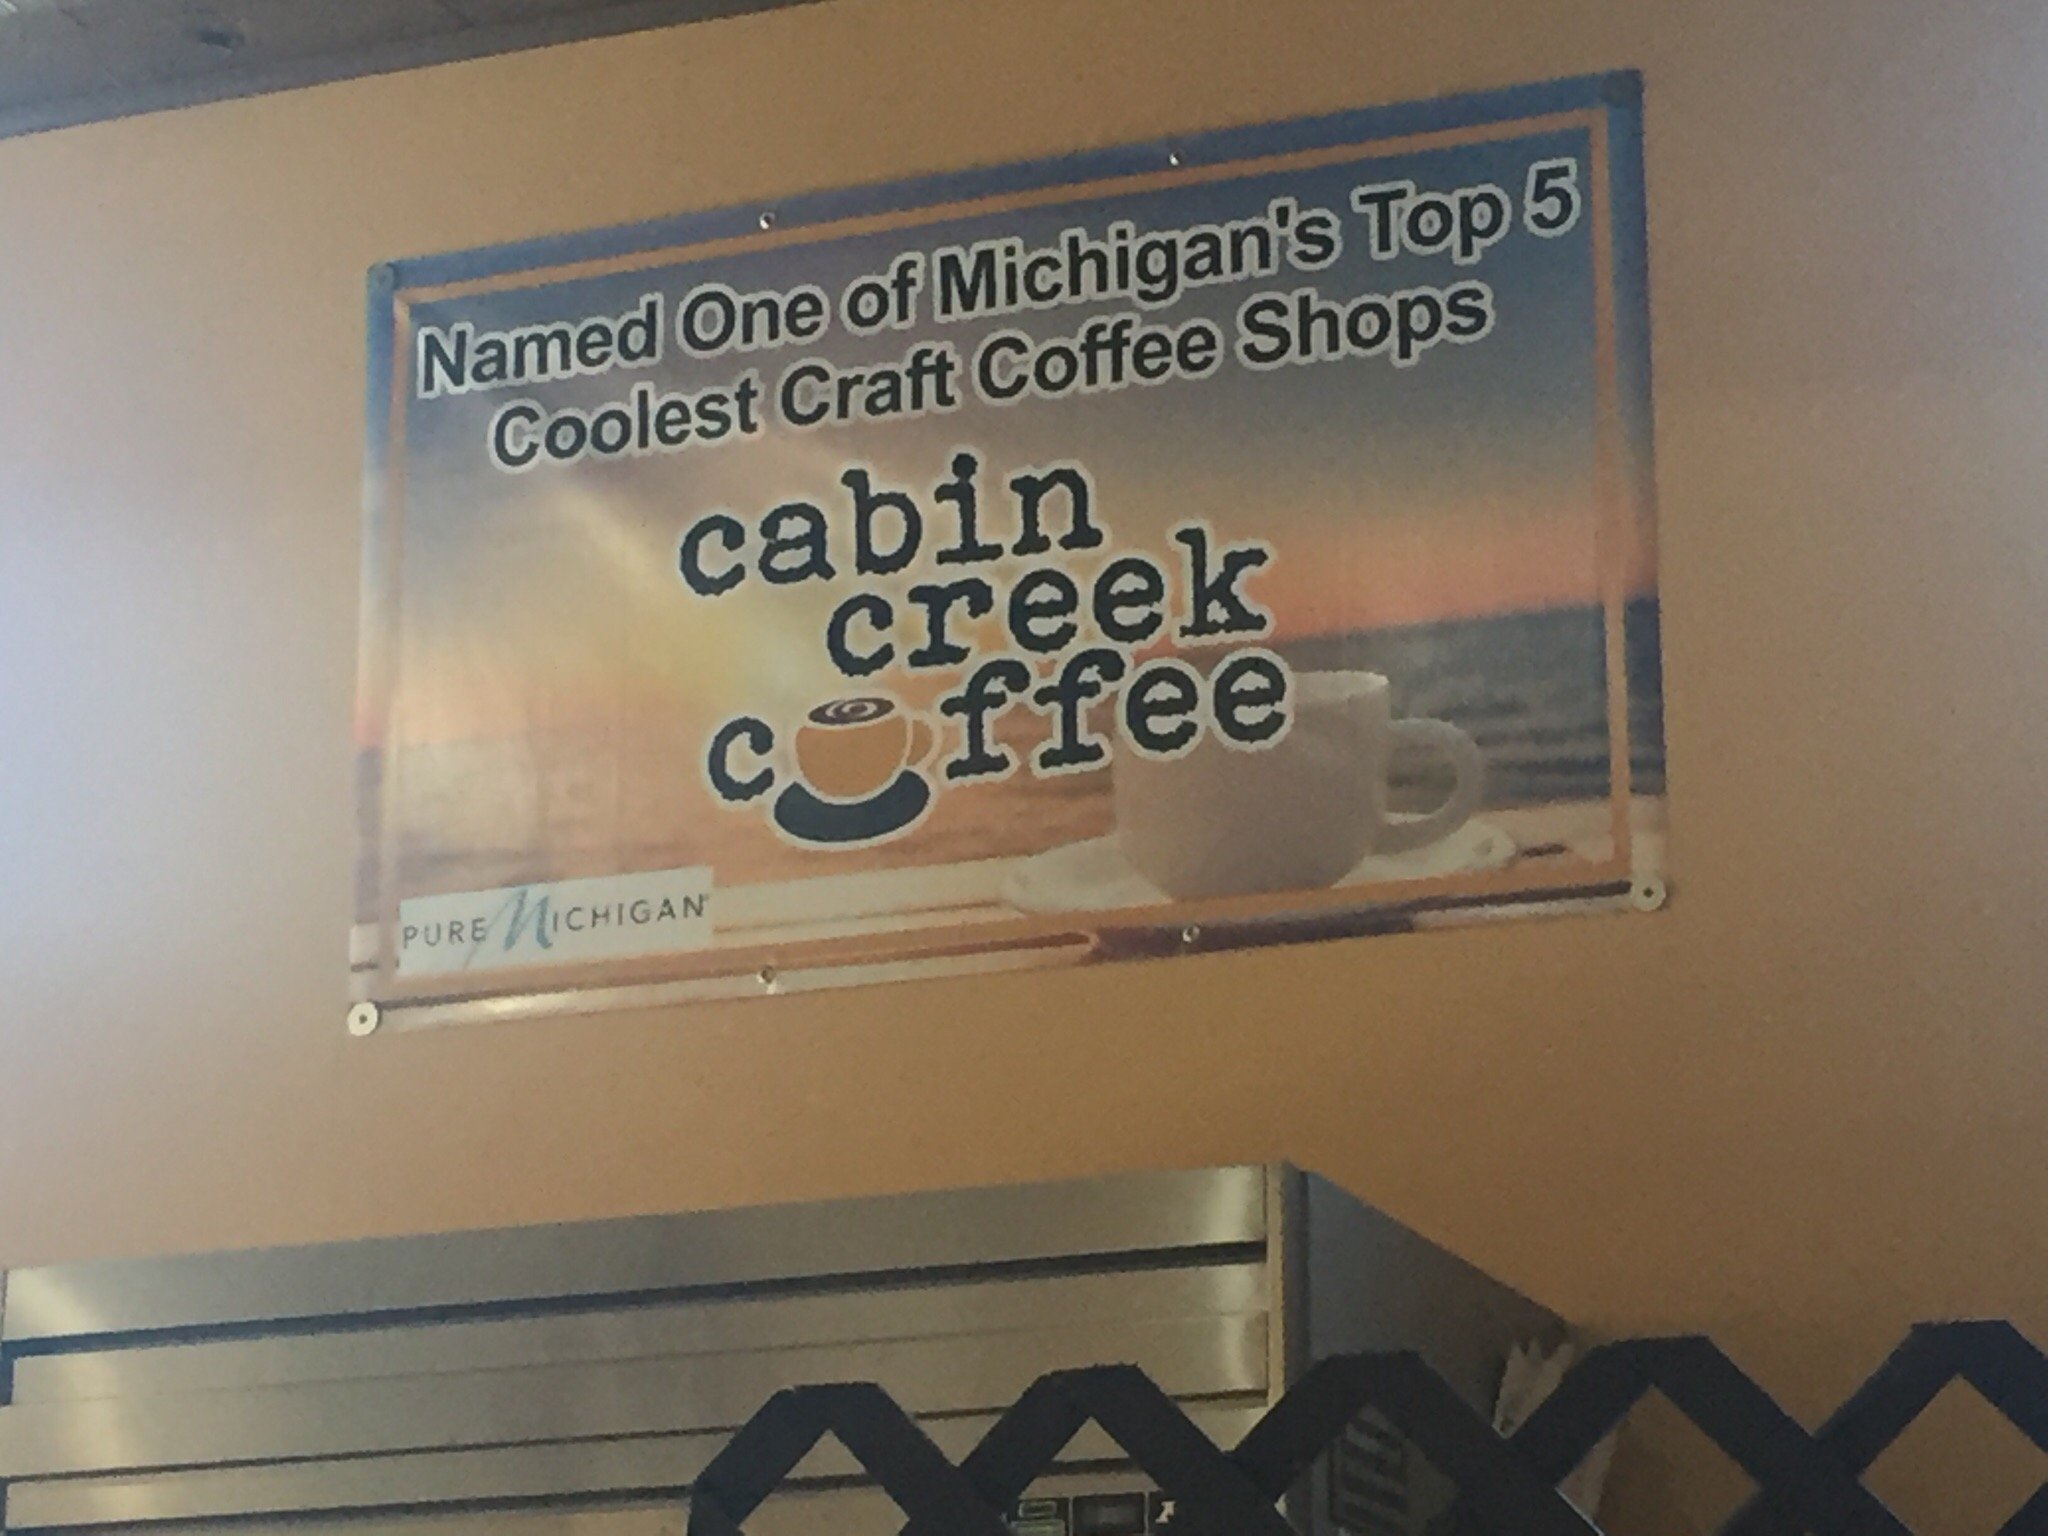 Named One of Michigan's Top 5
Coolest Craft Coffee Shops
cabin
creek
coffee
PURE MICHIGAN